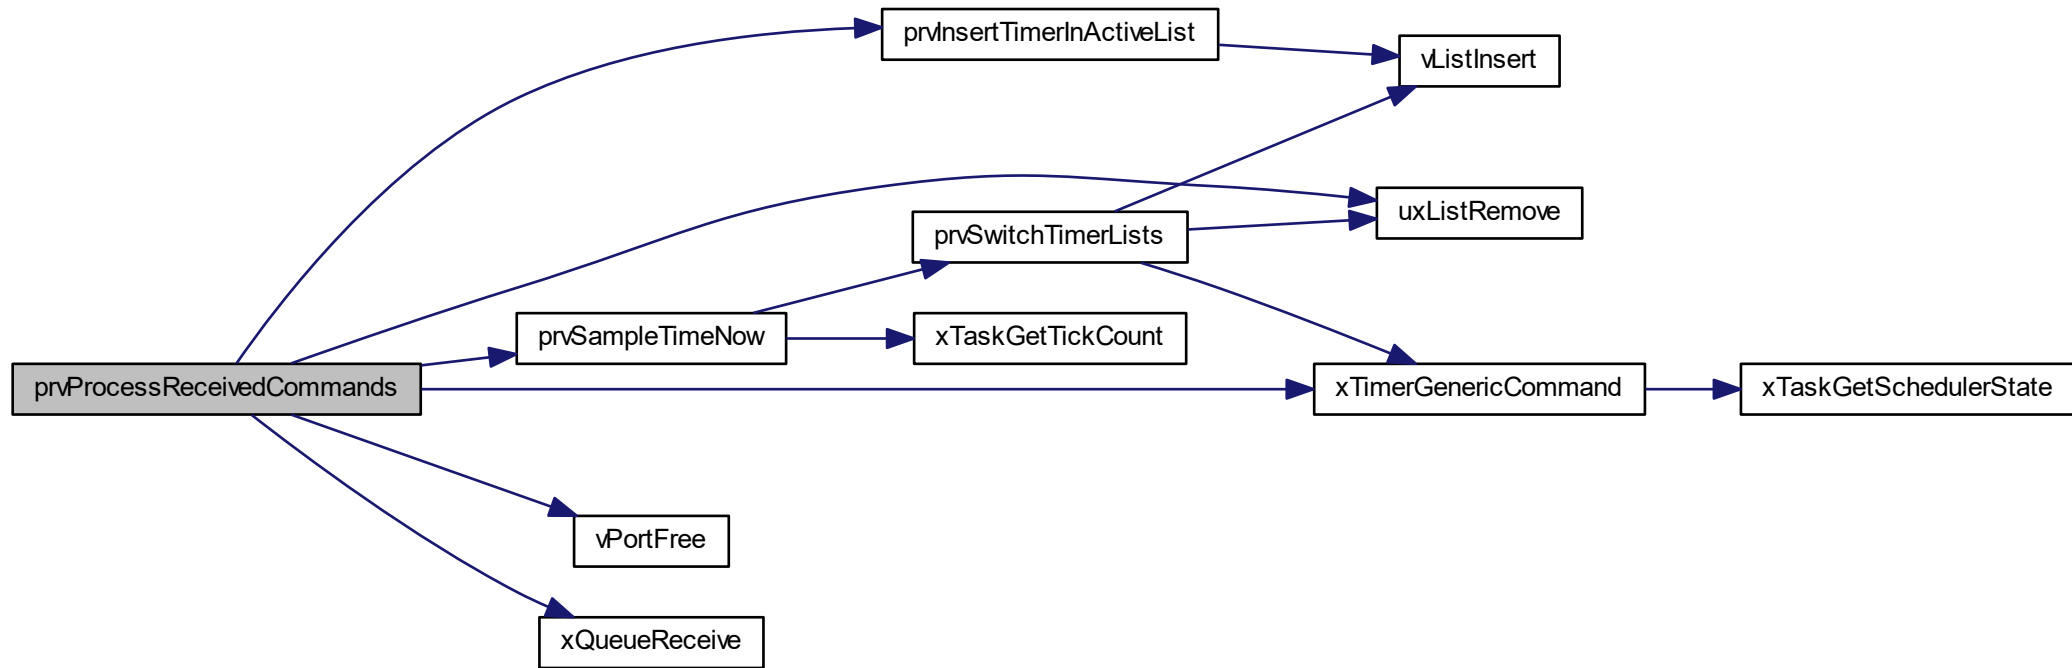 prvInsertTimerInActiveList
vListInsert
uxListRemove
prvSwitchTimerLists
prvSampleTimeNow
xTaskGetTickCount
prvProcessReceivedCommands
xTimerGenericCommand
xTaskGetSchedulerState
vPortFree
xQueueReceive